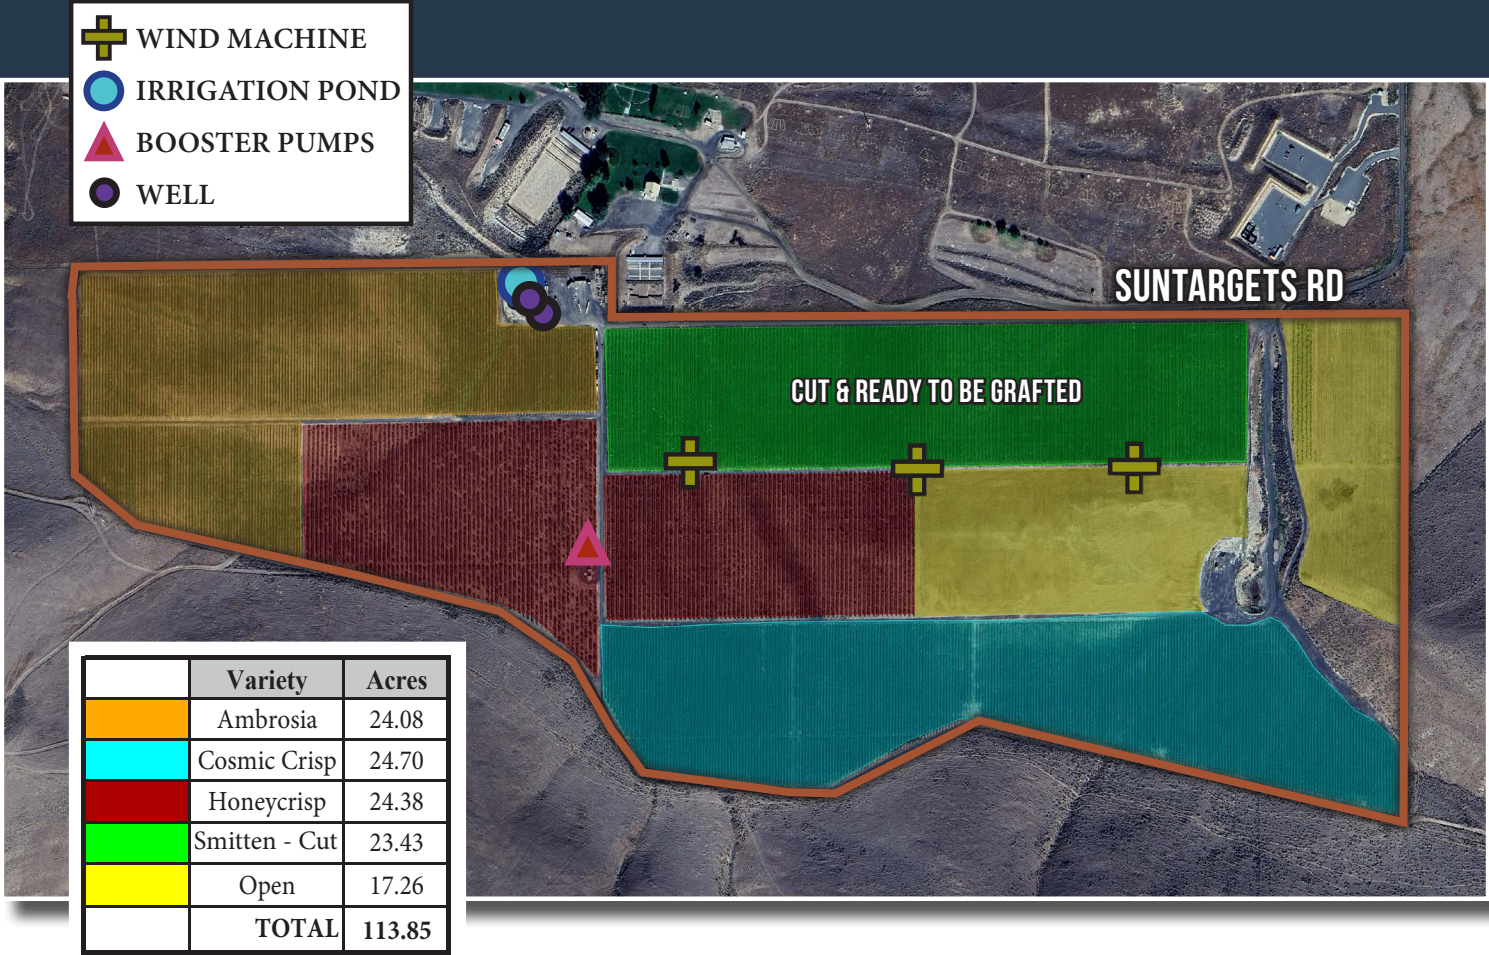 WIND MACHINE
IRRIGATION POND
BOOSTER PUMPS
WELL
SUNTARGETS RD
CUT & READY TO BE GRAFTED
Variety Acres
Ambrosia 24.08
Cosmic Crisp 24.70
Honeycrisp 24.38
Smitten - Cut 23.43
Open 17.26
TOTAL 113.85